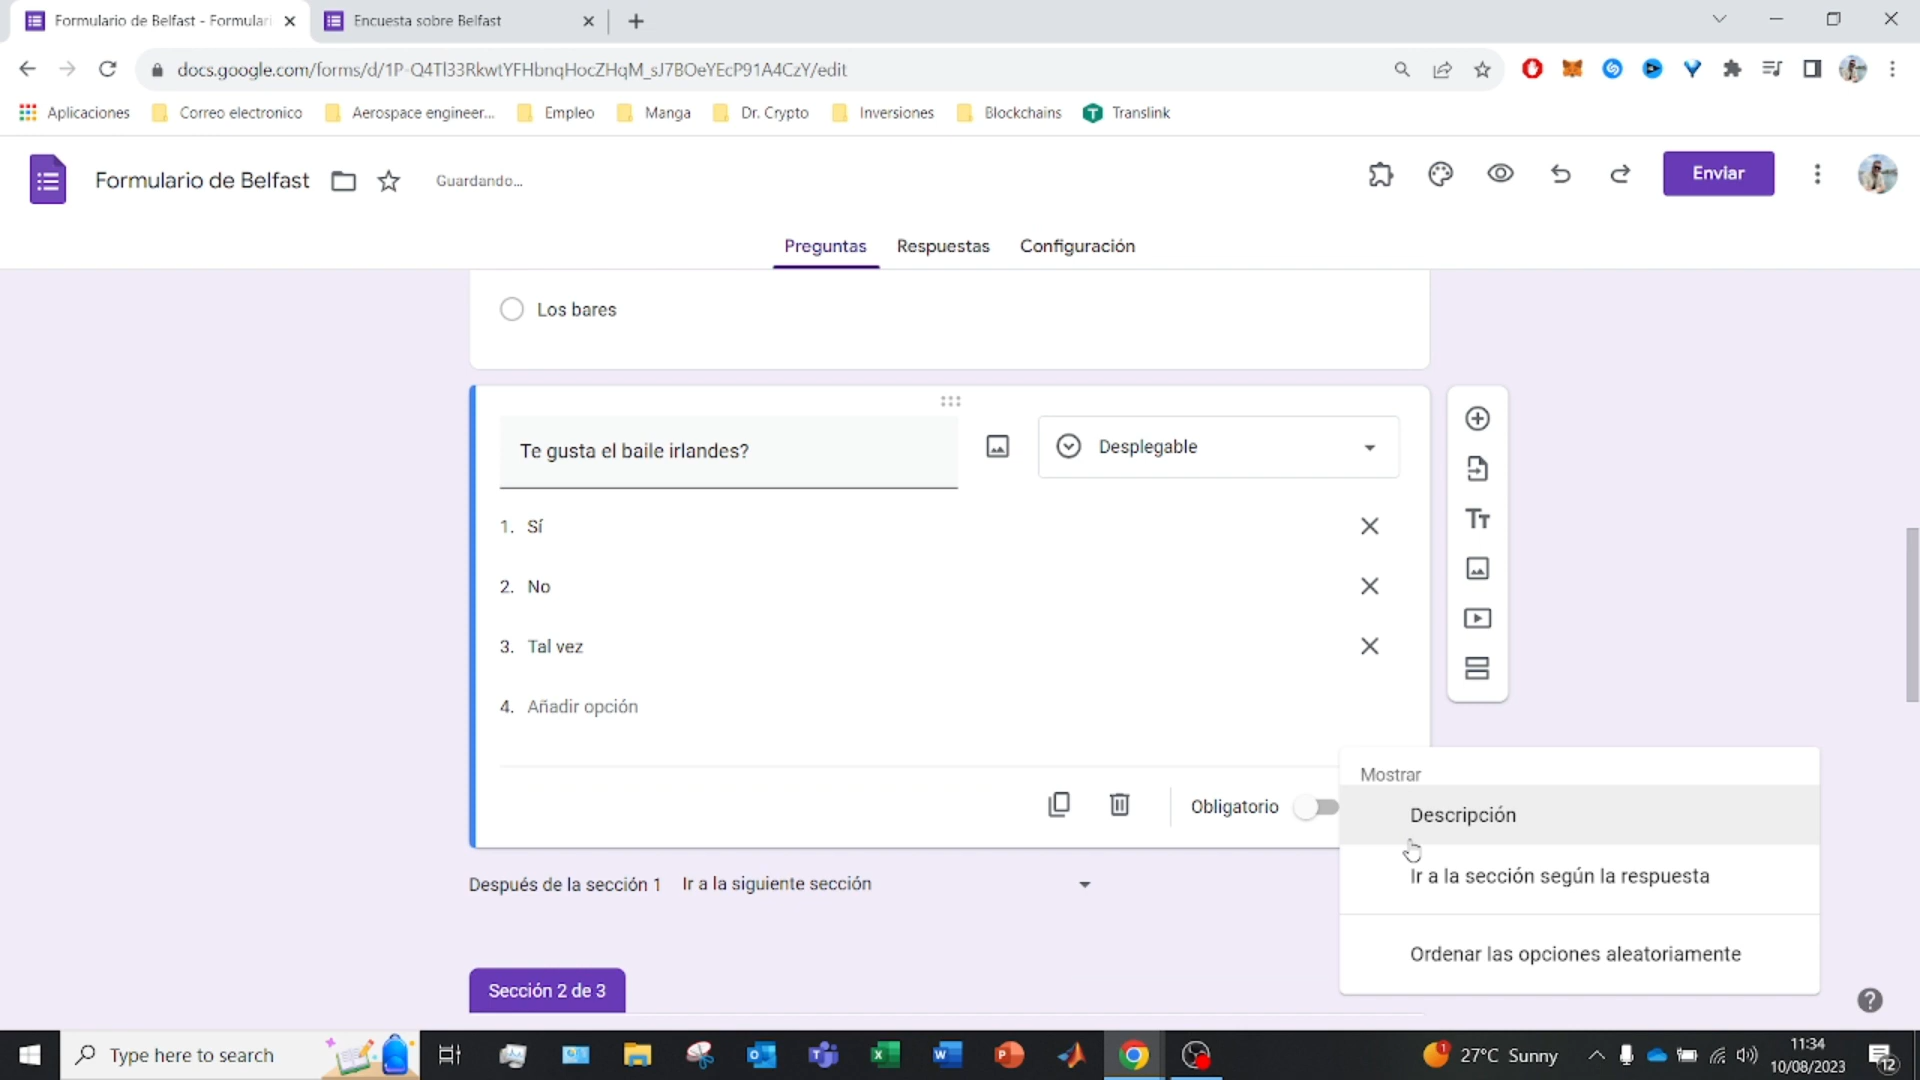 Formulario de Belfast - Formulari
Encuesta sobre Belfast
docs.google.com/forms/d/1P-Q4Tl33RkwtYFHbnqHocZHqM_sJ7BOeYEcP91A4CzY/edit
Aplicaciones
Correo electronico
Aerospace engineer...
Empleo
Manga
Dr. Crypto
Inversiones
Blockchains
Translink
Formulario de Belfast
Guardando...
Enviar
Preguntas
Respuestas
Configuración
Los bares
Te gusta el baile irlandes?
Desplegable
1. Sí
2. No
3. Tal vez
4. Añadir opción
Obligatorio
Mostrar
Descripción
Ir a la sección según la respuesta
Ordenar las opciones aleatoriamente
Después de la sección 1 Ir a la siguiente sección
Sección 2 de 3
Type here to search
27°C Sunny
11:34
10/08/2023
12